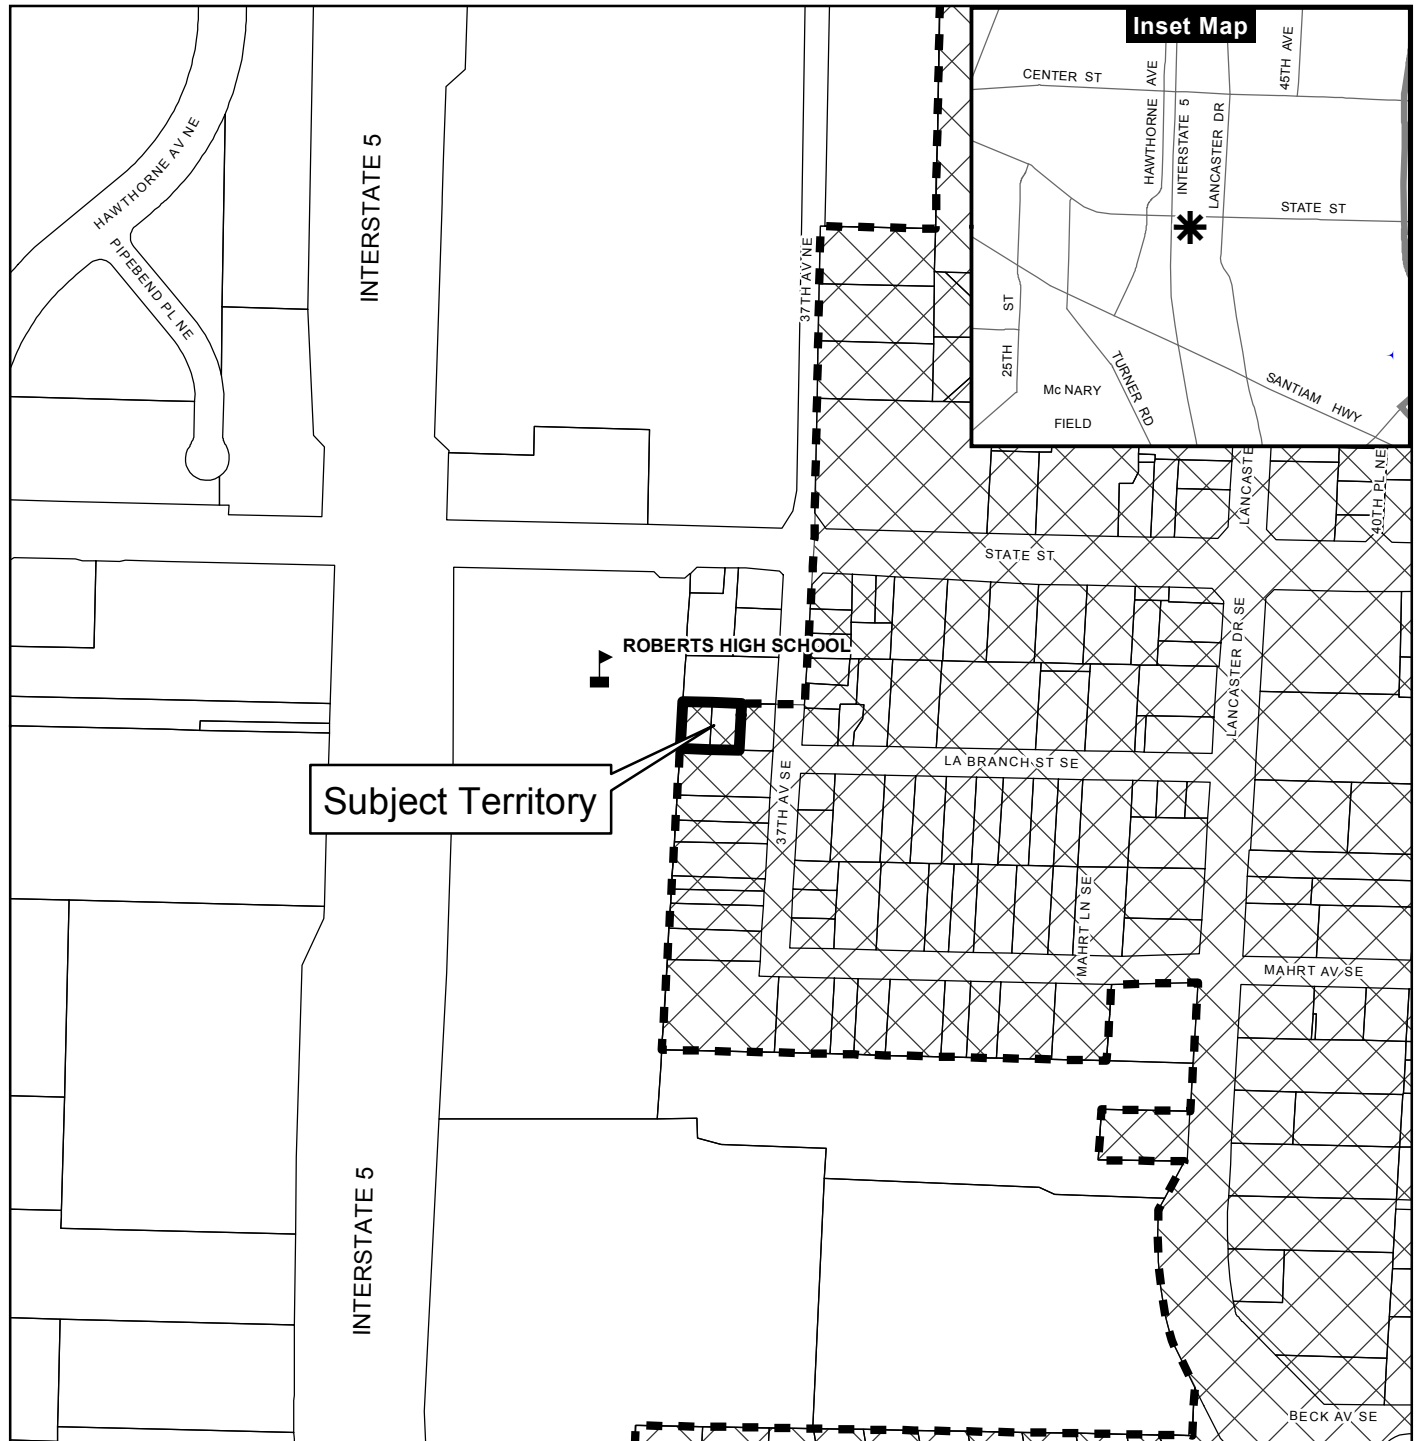 Inset Map
CENTER ST
45TH AVE
HAWTHORNE AVE
INTERSTATE 5
LANCASTER DR
STATE ST
25TH ST
TURNER RD
Mc NARY
FIELD
SANTIAM HWY
HAWTHORNE AV NE
PIPEBEND PL NE
INTERSTATE 5
37TH AV NE
LANCASTE
40TH PL NE
STATE ST
ROBERTS HIGH SCHOOL
LANCASTER DR SE
LA BRANCH ST SE
Subject Territory
37TH AV SE
MAHRT LN SE
MAHRT AV SE
INTERSTATE 5
BECK AV SE